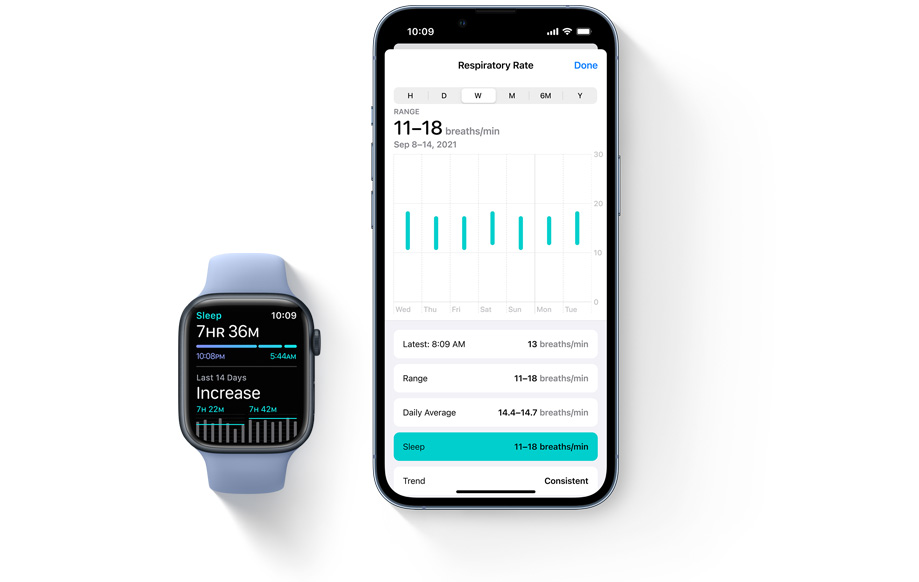 Sleep 10:09
7HR 36M
10:08PM 5:44AM
Last 14 Days
Increase
7H 22M 7H 42M
10:09
Respiratory Rate Done
H D W M 6M Y
RANGE
11–18 breaths/min
Sep 8–14, 2021
30
20
10
0
Wed Thu Fri Sat Sun Mon Tue
Latest: 8:09 AM 13 breaths/min
Range 11–18 breaths/min
Daily Average 14.4–14.7 breaths/min
Sleep 11–18 breaths/min
Trend Consistent